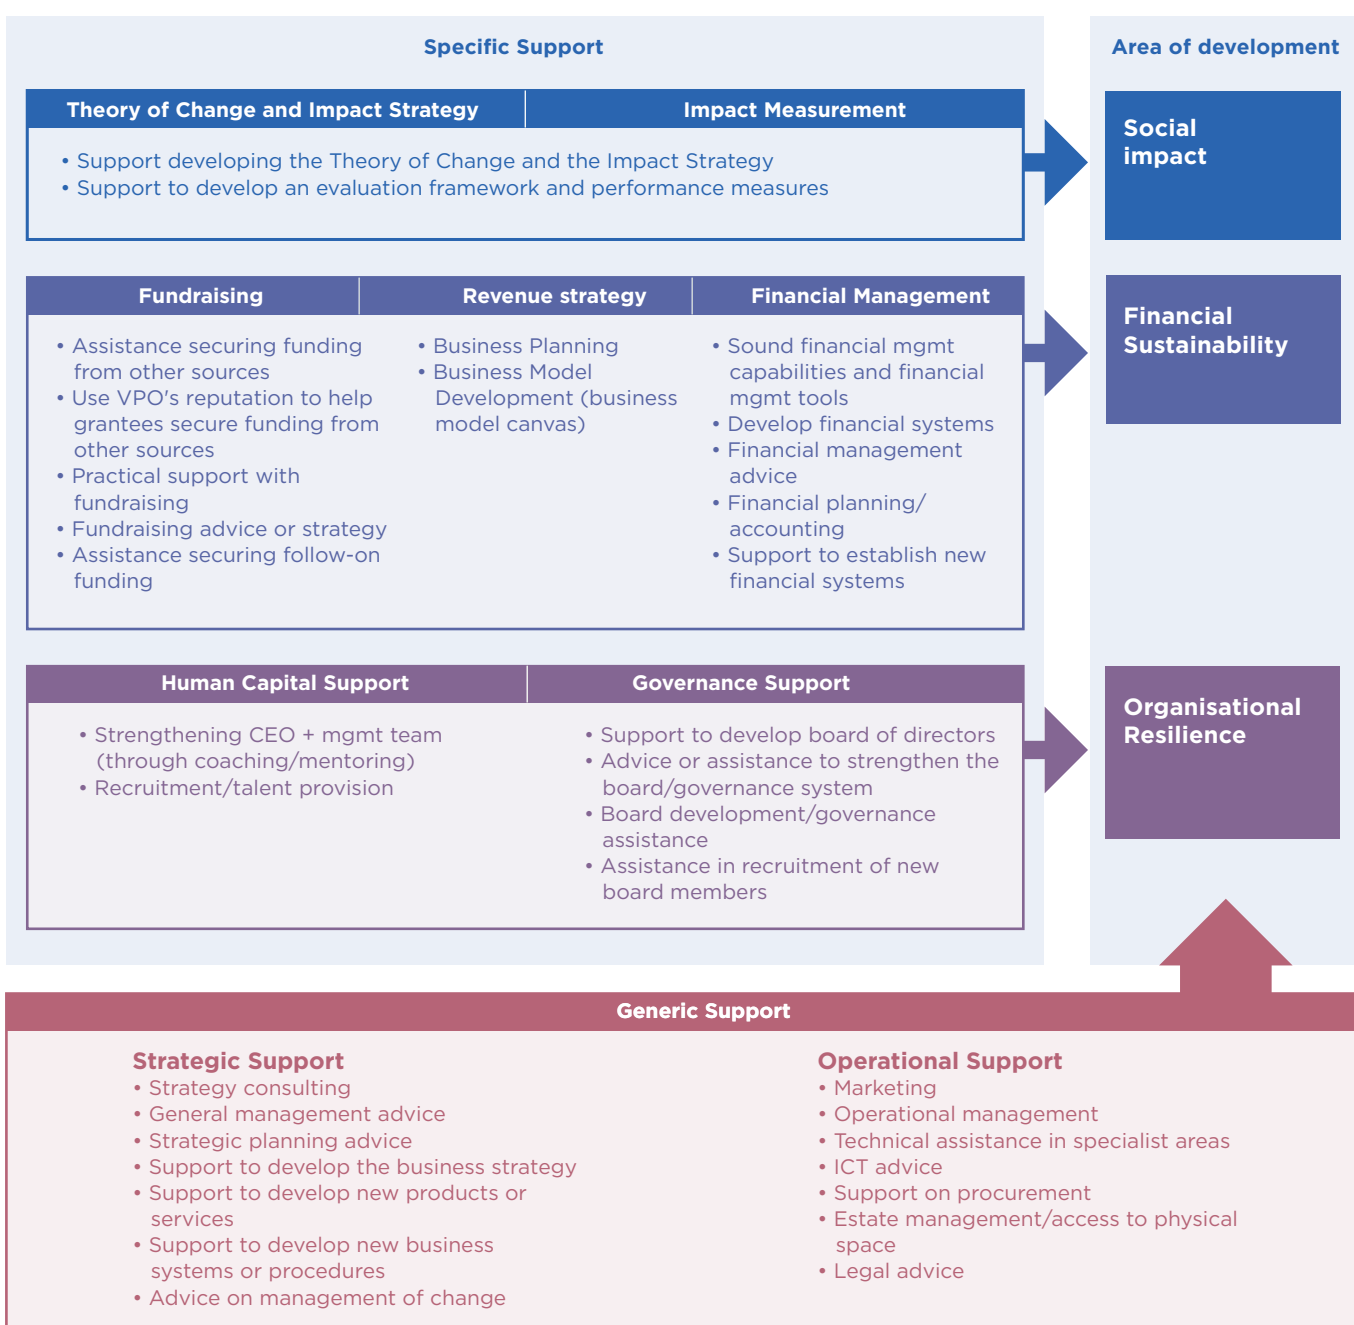 Specific Support
Area of development
Theory of Change and Impact Strategy
Impact Measurement
• Support developing the Theory of Change and the Impact Strategy
• Support to develop an evaluation framework and performance measures
Social
impact
Fundraising
Revenue strategy
Financial Management
• Assistance securing funding
from other sources
• Use VPO's reputation to help
grantees secure funding from
other sources
• Practical support with
fundraising
• Fundraising advice or strategy
• Assistance securing follow-on
funding
• Business Planning
• Business Model
Development (business
model canvas)
• Sound financial mgmt
capabilities and financial
mgmt tools
• Develop financial systems
• Financial management
advice
• Financial planning/
accounting
• Support to establish new
financial systems
Financial
Sustainability
Human Capital Support
Governance Support
• Strengthening CEO + mgmt team
(through coaching/mentoring)
• Recruitment/talent provision
• Support to develop board of directors
• Advice or assistance to strengthen the
board/governance system
• Board development/governance
assistance
• Assistance in recruitment of new
board members
Organisational
Resilience
Generic Support
Strategic Support
• Strategy consulting
• General management advice
• Strategic planning advice
• Support to develop the business strategy
• Support to develop new products or
services
• Support to develop new business
systems or procedures
• Advice on management of change
Operational Support
• Marketing
• Operational management
• Technical assistance in specialist areas
• ICT advice
• Support on procurement
• Estate management/access to physical
space
• Legal advice